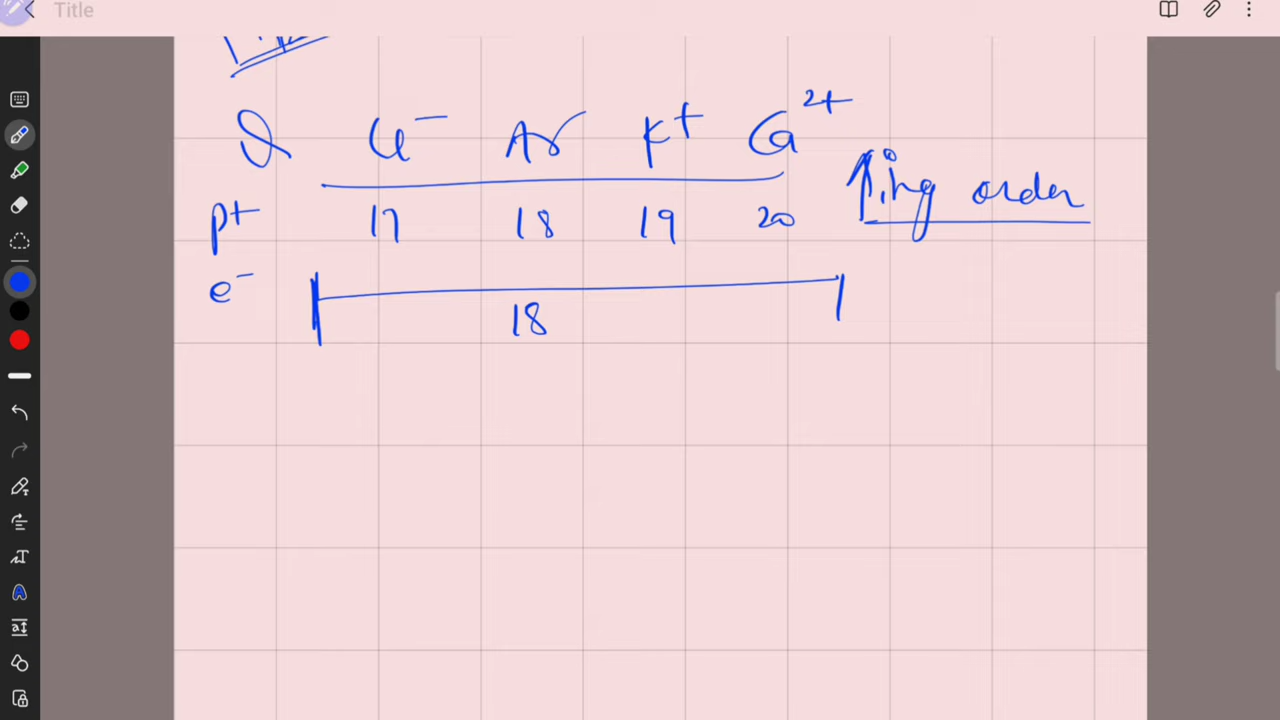 Title
Q Cl⁻ Ar K⁺ Ca²⁺
↑ing order
p⁺ 17 18 19 20
e⁻ 18